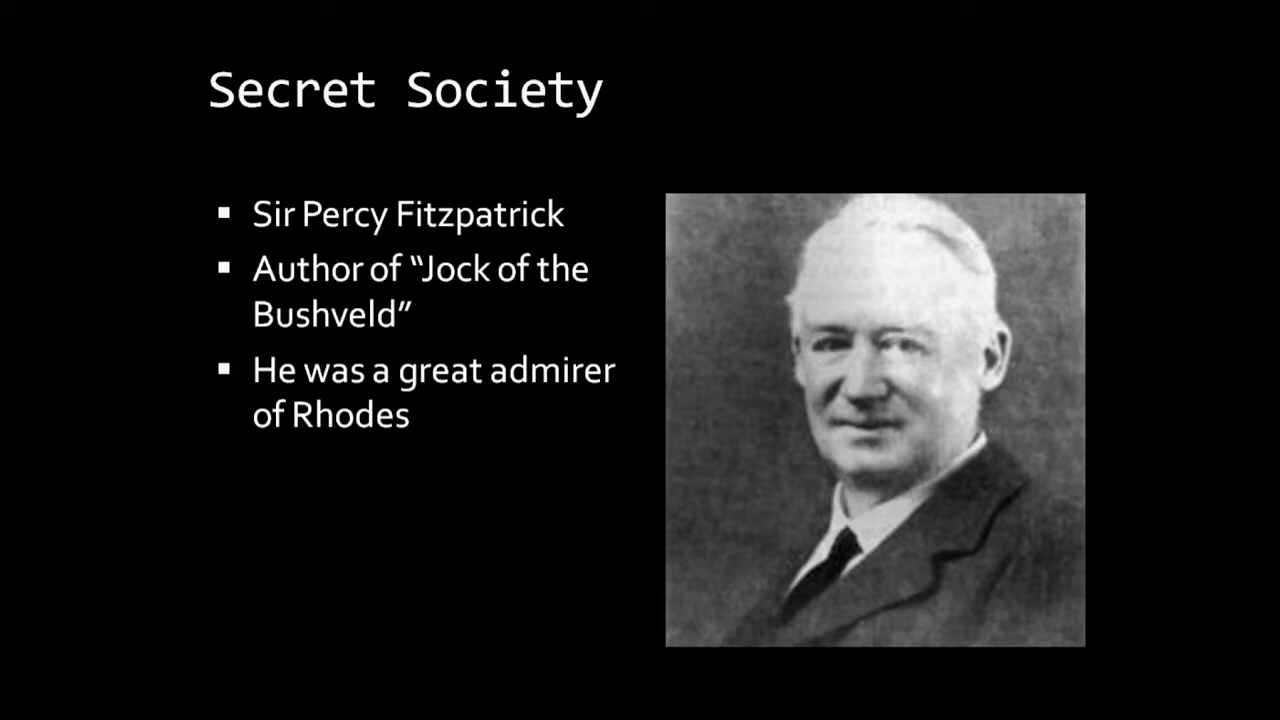 Secret Society
▪ Sir Percy Fitzpatrick
▪ Author of “Jock of the
Bushveld”
▪ He was a great admirer
of Rhodes